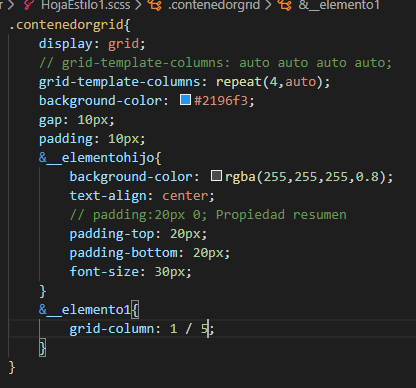 HojaEstilo1.scss > .contenedorgrid > &__elemento1
.contenedorgrid{
    display: grid;
    // grid-template-columns: auto auto auto auto;
    grid-template-columns: repeat(4,auto);
    background-color: #2196f3;
    gap: 10px;
    padding: 10px;
    &__elementohijo{
        background-color: rgba(255,255,255,0.8);
        text-align: center;
        // padding:20px 0; Propiedad resumen
        padding-top: 20px;
        padding-bottom: 20px;
        font-size: 30px;
    }
    &__elemento1{
        grid-column: 1 / 5;
    }
}